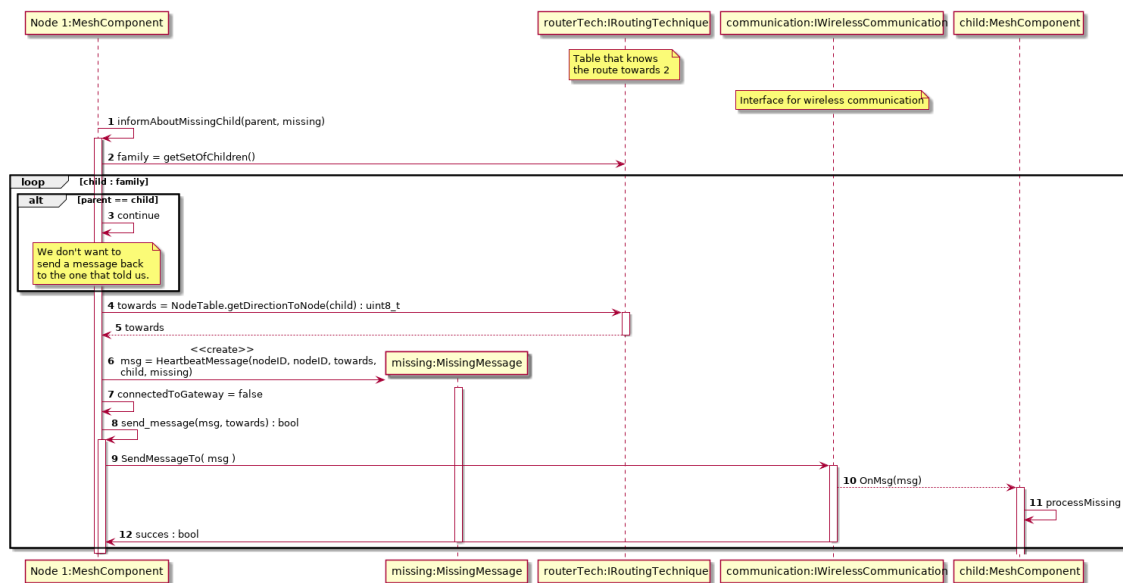 Node 1:MeshComponent
routerTech:IRoutingTechnique
communication:IWirelessCommunication
child:MeshComponent
Table that knows
the route towards 2
Interface for wireless communication
1 informAboutMissingChild(parent, missing)
2 family = getSetOfChildren()
loop [child : family]
alt [parent == child]
3 continue
We don't want to
send a message back
to the one that told us.
4 towards = NodeTable.getDirectionToNode(child) : uint8_t
5 towards
<<create>>
6 msg = HeartbeatMessage(nodeID, nodeID, towards,
child, missing)
missing:MissingMessage
7 connectedToGateway = false
8 send_message(msg, towards) : bool
9 SendMessageTo( msg )
10 OnMsg(msg)
11 processMissing
12 succes : bool
Node 1:MeshComponent
missing:MissingMessage
routerTech:IRoutingTechnique
communication:IWirelessCommunication
child:MeshComponent